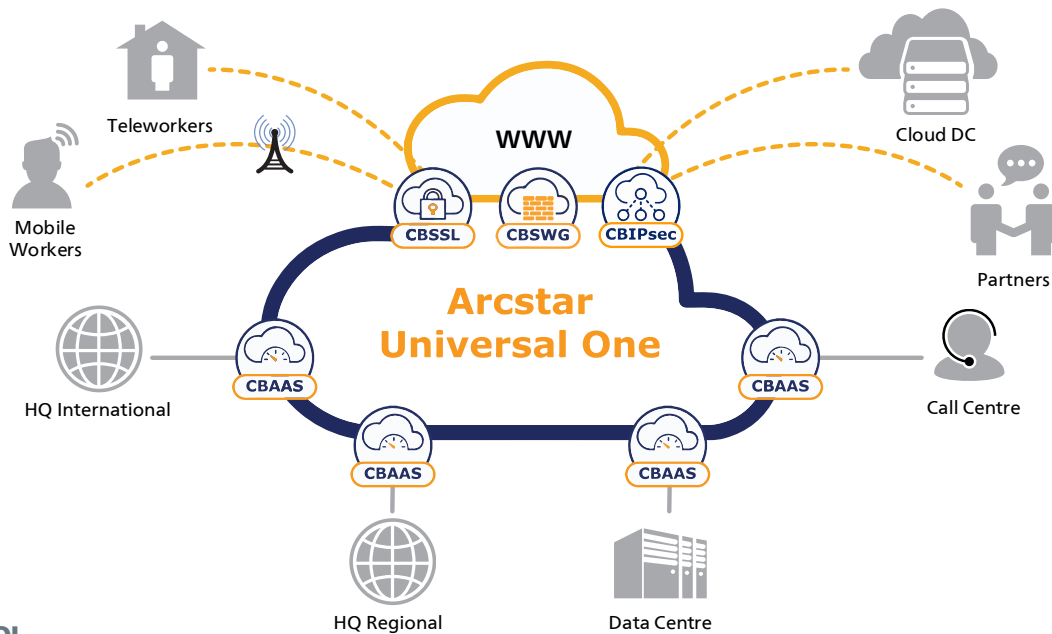 Teleworkers
WWW
Cloud DC
Mobile
Workers
CBSSL
CBSWG
CBIPsec
Partners
Arcstar
Universal One
HQ International
CBAAS
CBAAS
Call Centre
CBAAS
CBAAS
HQ Regional
Data Centre